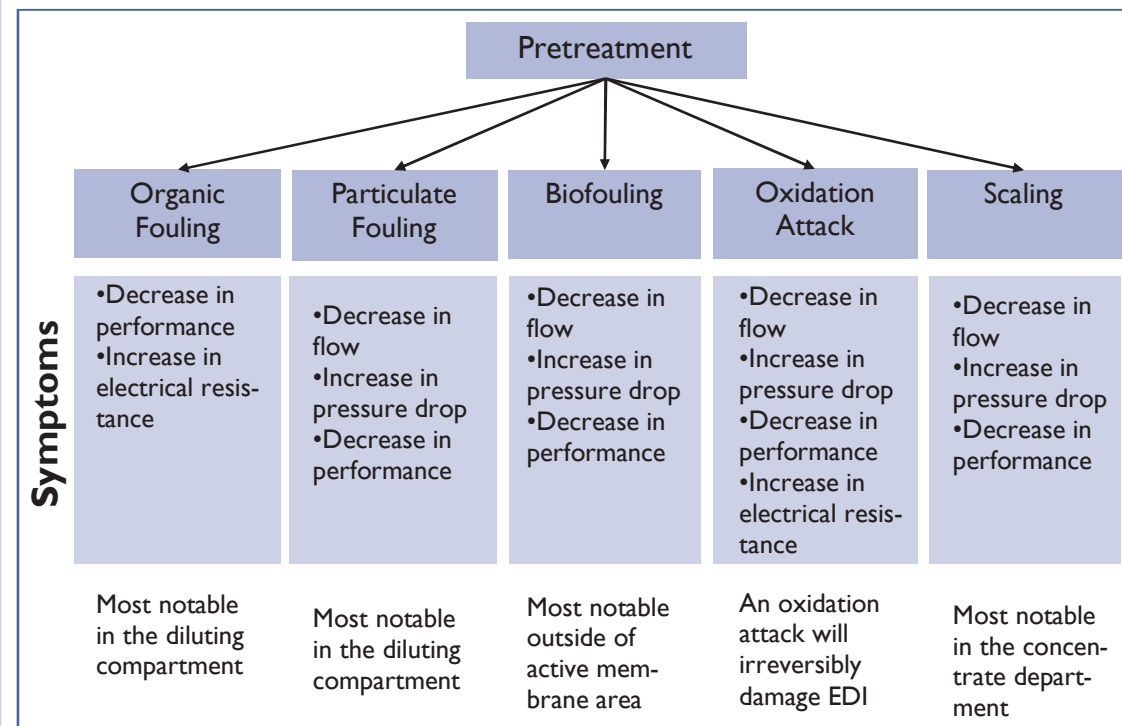 Pretreatment
Organic
Fouling
Particulate
Fouling
Biofouling
Oxidation
Attack
Scaling
Symptoms
•Decrease in
performance
•Increase in
electrical resis-
tance
•Decrease in
flow
•Increase in
pressure drop
•Decrease in
performance
•Decrease in
flow
•Increase in
pressure drop
•Decrease in
performance
•Decrease in
flow
•Increase in
pressure drop
•Decrease in
performance
•Increase in
electrical resis-
tance
•Decrease in
flow
•Increase in
pressure drop
•Decrease in
performance
Most notable
in the diluting
compartment
Most notable
in the diluting
compartment
Most notable
outside of
active mem-
brane area
An oxidation
attack will
irreversibly
damage EDI
Most notable
in the concen-
trate depart-
ment